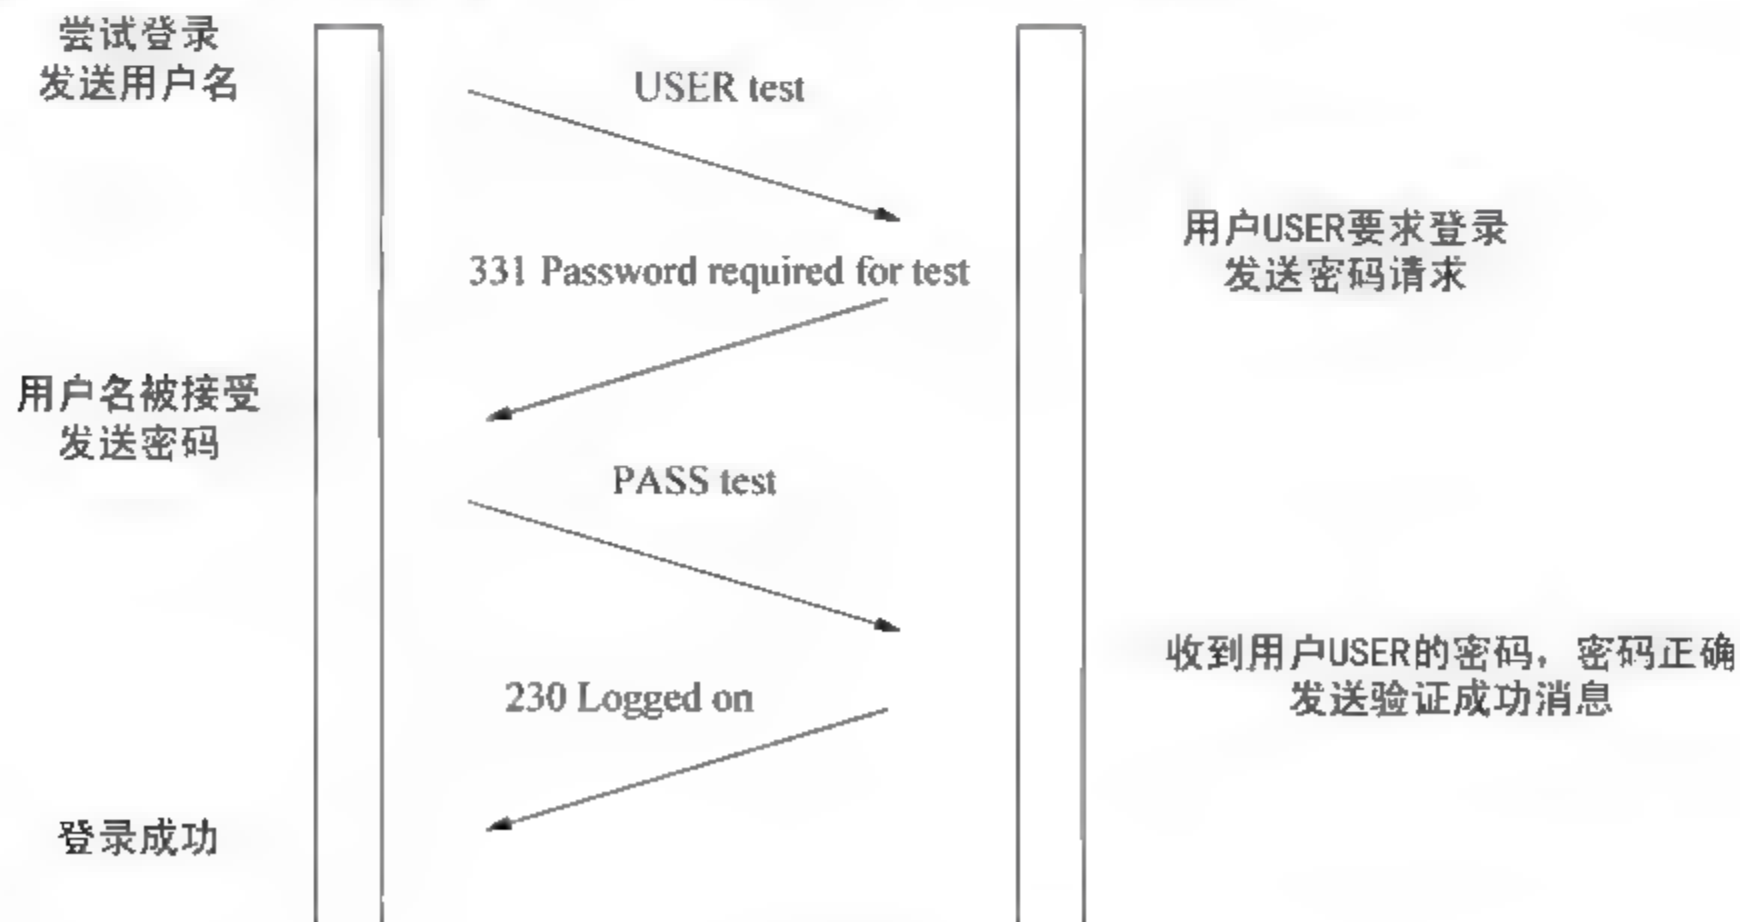 尝试登录
发送用户名
USER test
用户USER要求登录
发送密码请求
331 Password required for test
用户名被接受
发送密码
PASS test
收到用户USER的密码，密码正确
发送验证成功消息
230 Logged on
登录成功